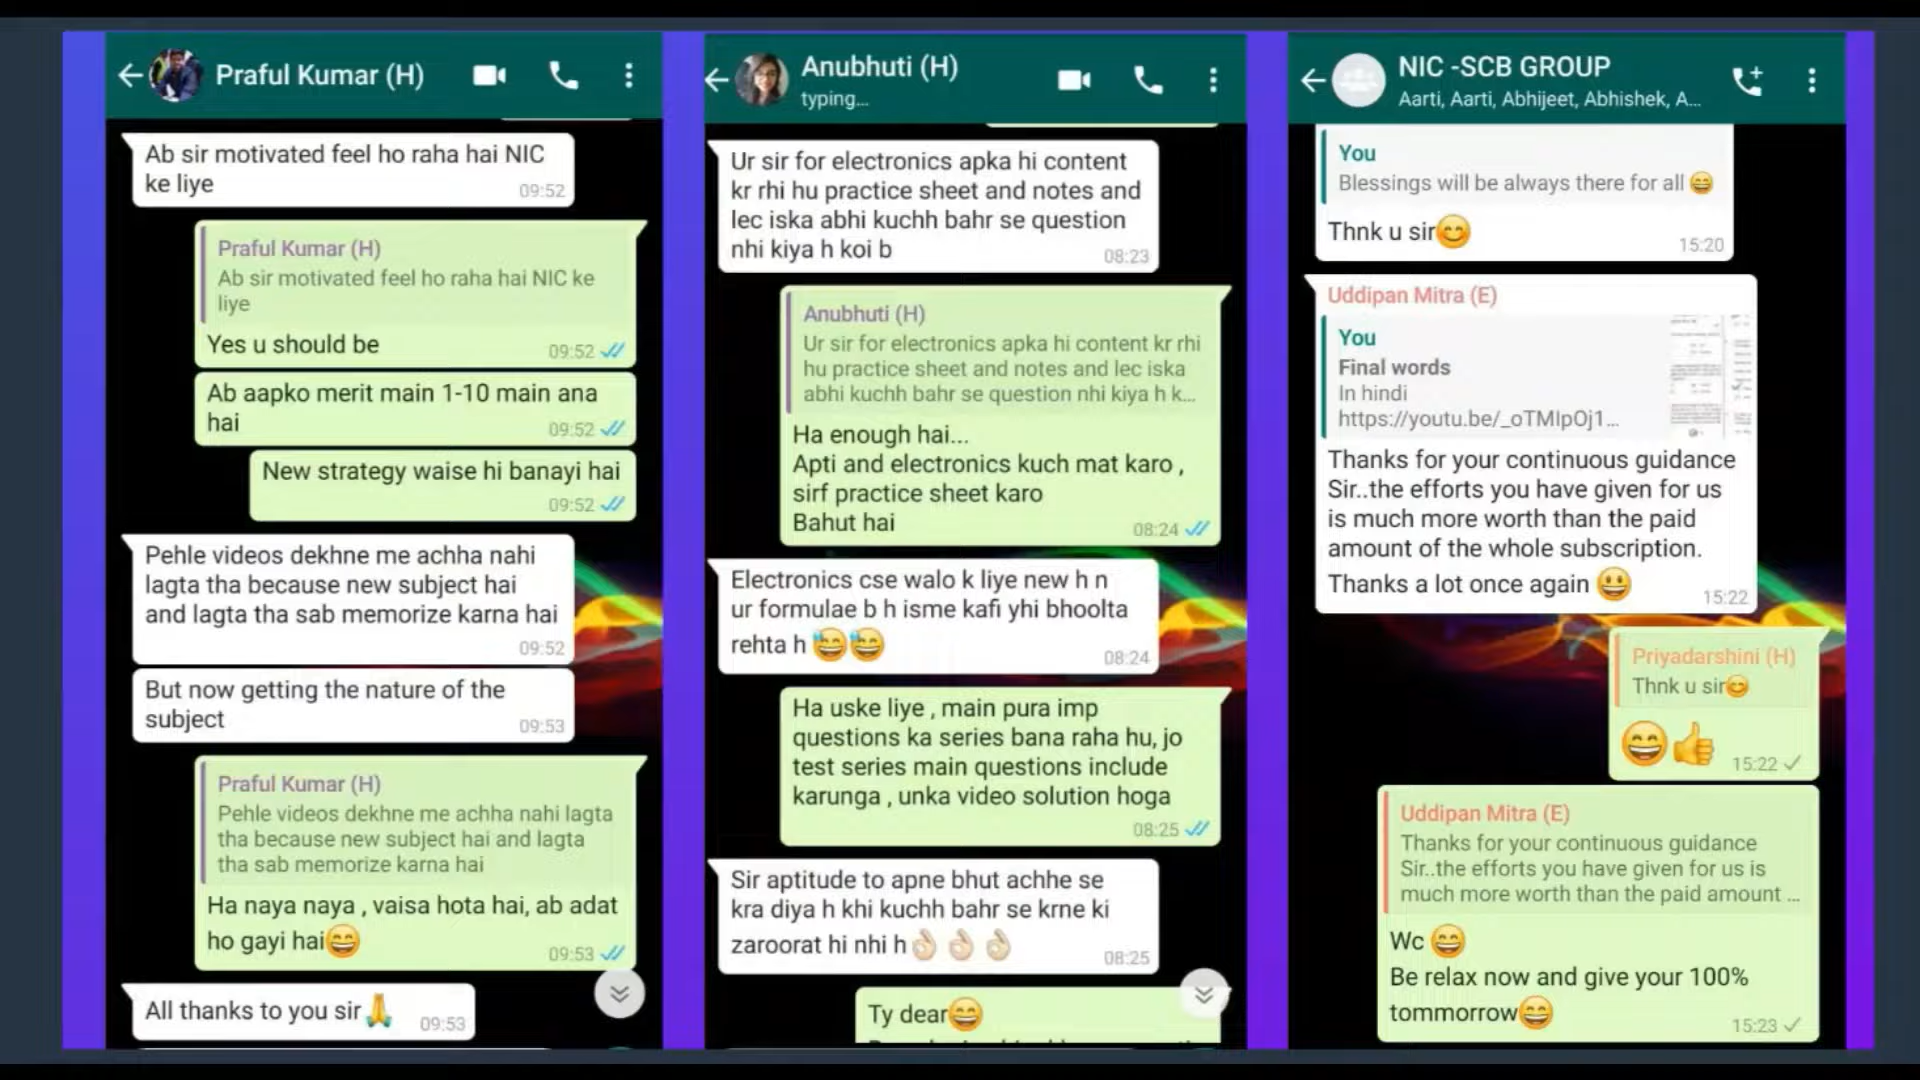 Praful Kumar (H)
Ab sir motivated feel ho raha hai NIC
ke liye
09:52
Praful Kumar (H)
Ab sir motivated feel ho raha hai NIC ke
liye
Yes u should be
09:52
Ab aapko merit main 1-10 main ana
hai
09:52
New strategy waise hi banayi hai
09:52
Pehle videos dekhne me achha nahi
lagta tha because new subject hai
and lagta tha sab memorize karna hai
09:52
But now getting the nature of the
subject
09:53
Praful Kumar (H)
Pehle videos dekhne me achha nahi lagta
tha because new subject hai and lagta
tha sab memorize karna hai
Ha naya naya , vaisa hota hai, ab adat
ho gayi hai😄
09:53
All thanks to you sir🙏
09:53
Anubhuti (H)
typing...
Ur sir for electronics apka hi content
kr rhi hu practice sheet and notes and
lec iska abhi kuchh bahr se question
nhi kiya h koi b
08:23
Anubhuti (H)
Ur sir for electronics apka hi content kr rhi
hu practice sheet and notes and lec iska
abhi kuchh bahr se question nhi kiya h k...
Ha enough hai...
Apti and electronics kuch mat karo ,
sirf practice sheet karo
Bahut hai
08:24
Electronics cse walo k liye new h n
ur formulae b h isme kafi yhi bhoolta
rehta h 😅😅
08:24
Ha uske liye , main pura imp
questions ka series bana raha hu, jo
test series main questions include
karunga , unka video solution hoga
08:25
Sir aptitude to apne bhut achhe se
kra diya h khi kuchh bahr se krne ki
zaroorat hi nhi h👌🏻👌🏻👌🏻
08:25
Ty dear😄
NIC -SCB GROUP
Aarti, Aarti, Abhijeet, Abhishek, A...
You
Blessings will be always there for all 😄
Thnk u sir😊
15:20
Uddipan Mitra (E)
You
Final words
In hindi
https://youtu.be/_oTMIpOj1...
Thanks for your continuous guidance
Sir..the efforts you have given for us
is much more worth than the paid
amount of the whole subscription.
Thanks a lot once again 😃
15:22
Priyadarshini (H)
Thnk u sir😊
😄👍
15:22
Uddipan Mitra (E)
Thanks for your continuous guidance
Sir..the efforts you have given for us is
much more worth than the paid amount ...
Wc 😄
Be relax now and give your 100%
tommorrow😄
15:23